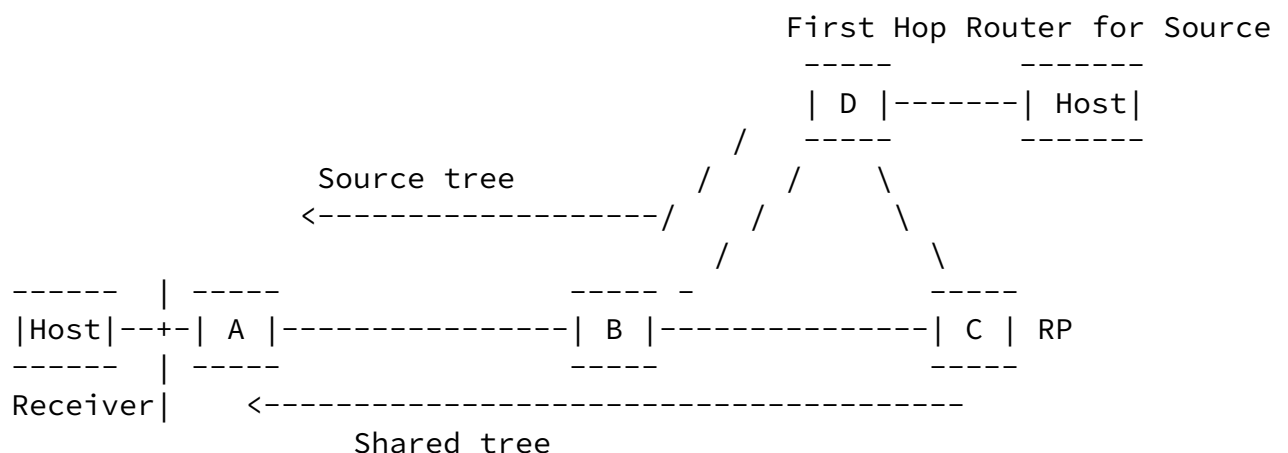 First Hop Router for Source
D Host
Source tree
Host A B C RP
Receiver
Shared tree